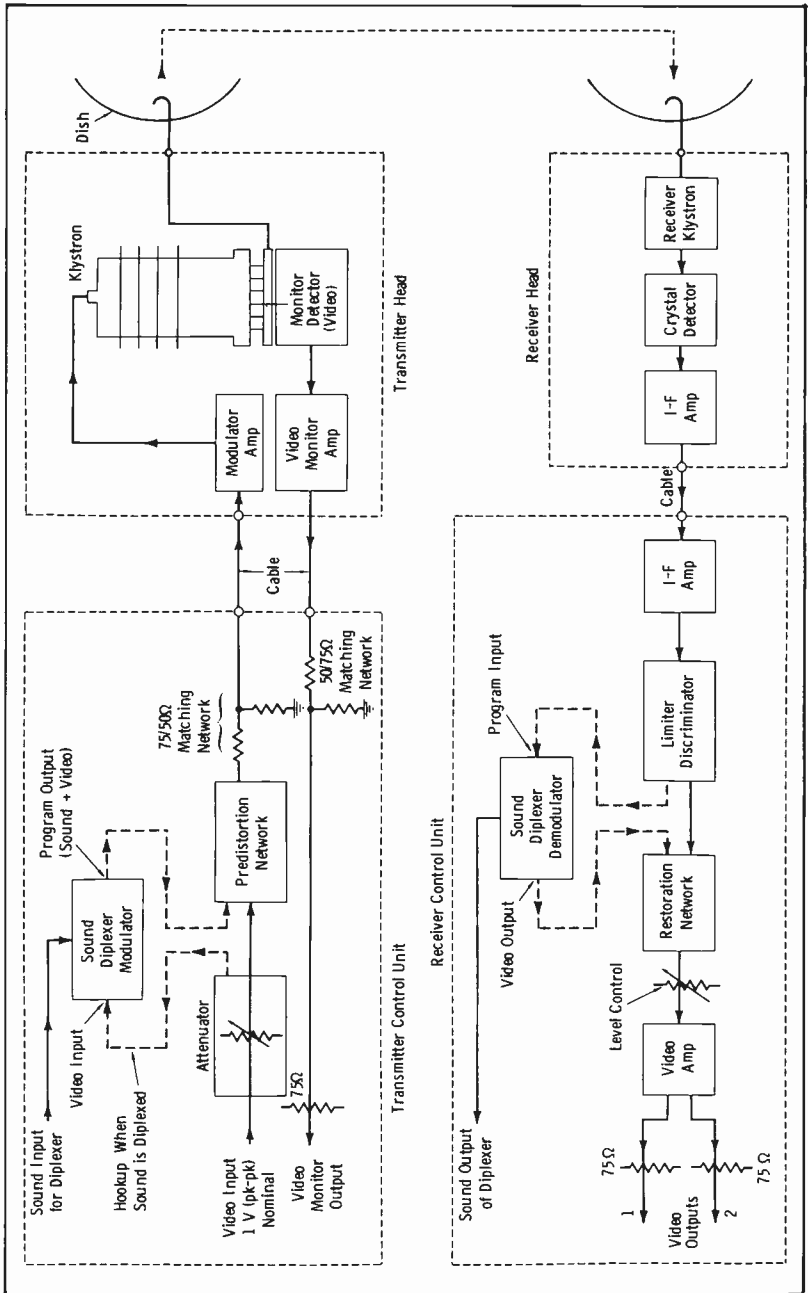 Sound Input
for Diplexer
Video Input
Sound
Diplexer
Modulator
Program Output
(Sound + Video)
Hookup When
Sound is Diplexed
Attenuator
Video Input
1 V (pk-pk)
Nominal
75Ω
Video
Monitor
Output
Predistortion
Network
75/50Ω
Matching
Network
50/75Ω
Matching
Network
Transmitter Control Unit
Cable
Modulator
Amp
Video
Monitor
Amp
Klystron
Monitor
Detector
(Video)
Transmitter Head
Dish
Receiver Head
Receiver
Klystron
Crystal
Detector
I-F
Amp
Cable
Receiver Control Unit
I-F
Amp
Limiter
Discriminator
Program Input
Sound
Diplexer
Demodulator
Video Output
Restoration
Network
Level Control
Video
Amp
Sound Output
of Diplexer
75Ω
75Ω
1
2
Video
Outputs